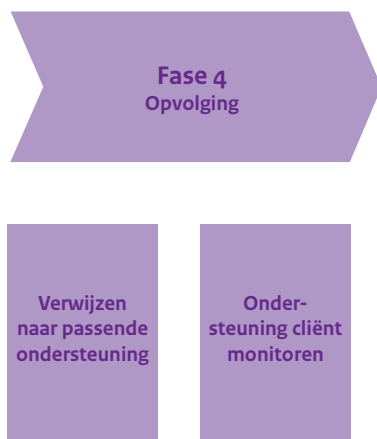 Fase 4
Opvolging
Verwijzen
naar passende
ondersteuning
Onder-
steuning cliënt
monitoren